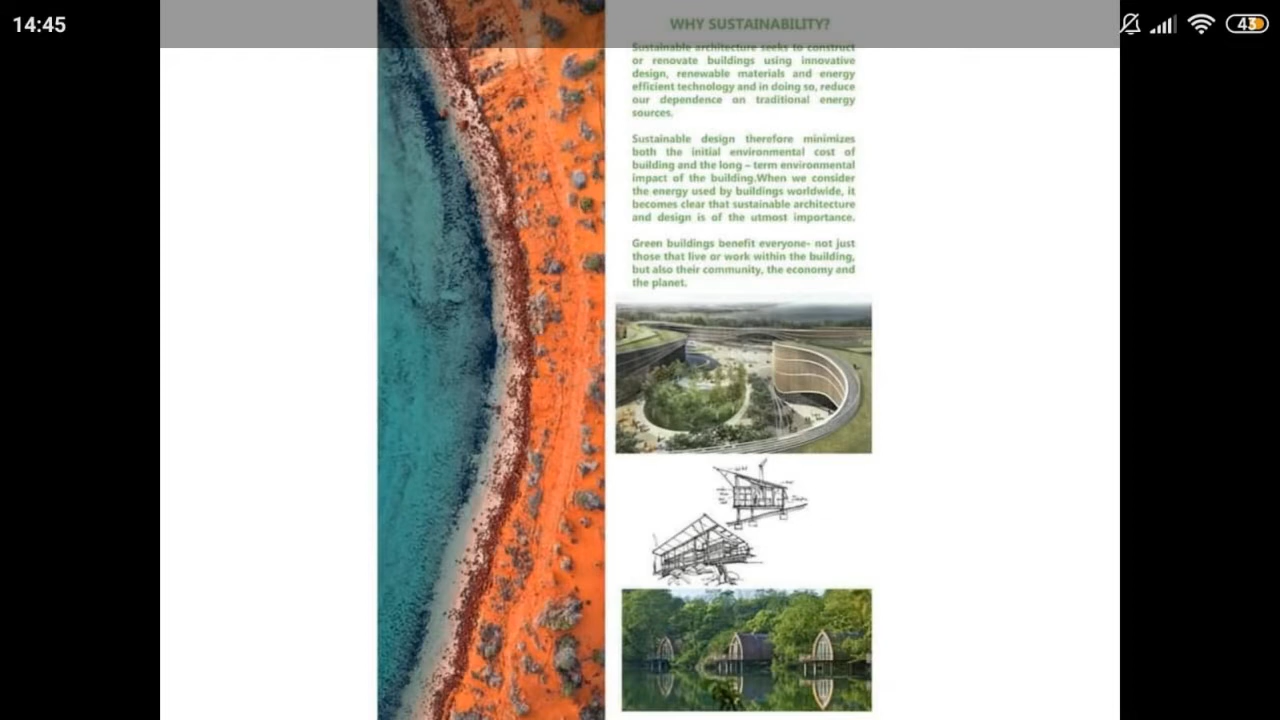 14:45
43
WHY SUSTAINABILITY?
Sustainable architecture seeks to construct
or renovate buildings using innovative
design, renewable materials and energy
efficient technology and in doing so, reduce
our dependence on traditional energy
sources.
Sustainable design therefore minimizes
both the initial environmental cost of
building and the long – term environmental
impact of the building.When we consider
the energy used by buildings worldwide, it
becomes clear that sustainable architecture
and design is of the utmost importance.
Green buildings benefit everyone- not just
those that live or work within the building,
but also their community, the economy and
the planet.